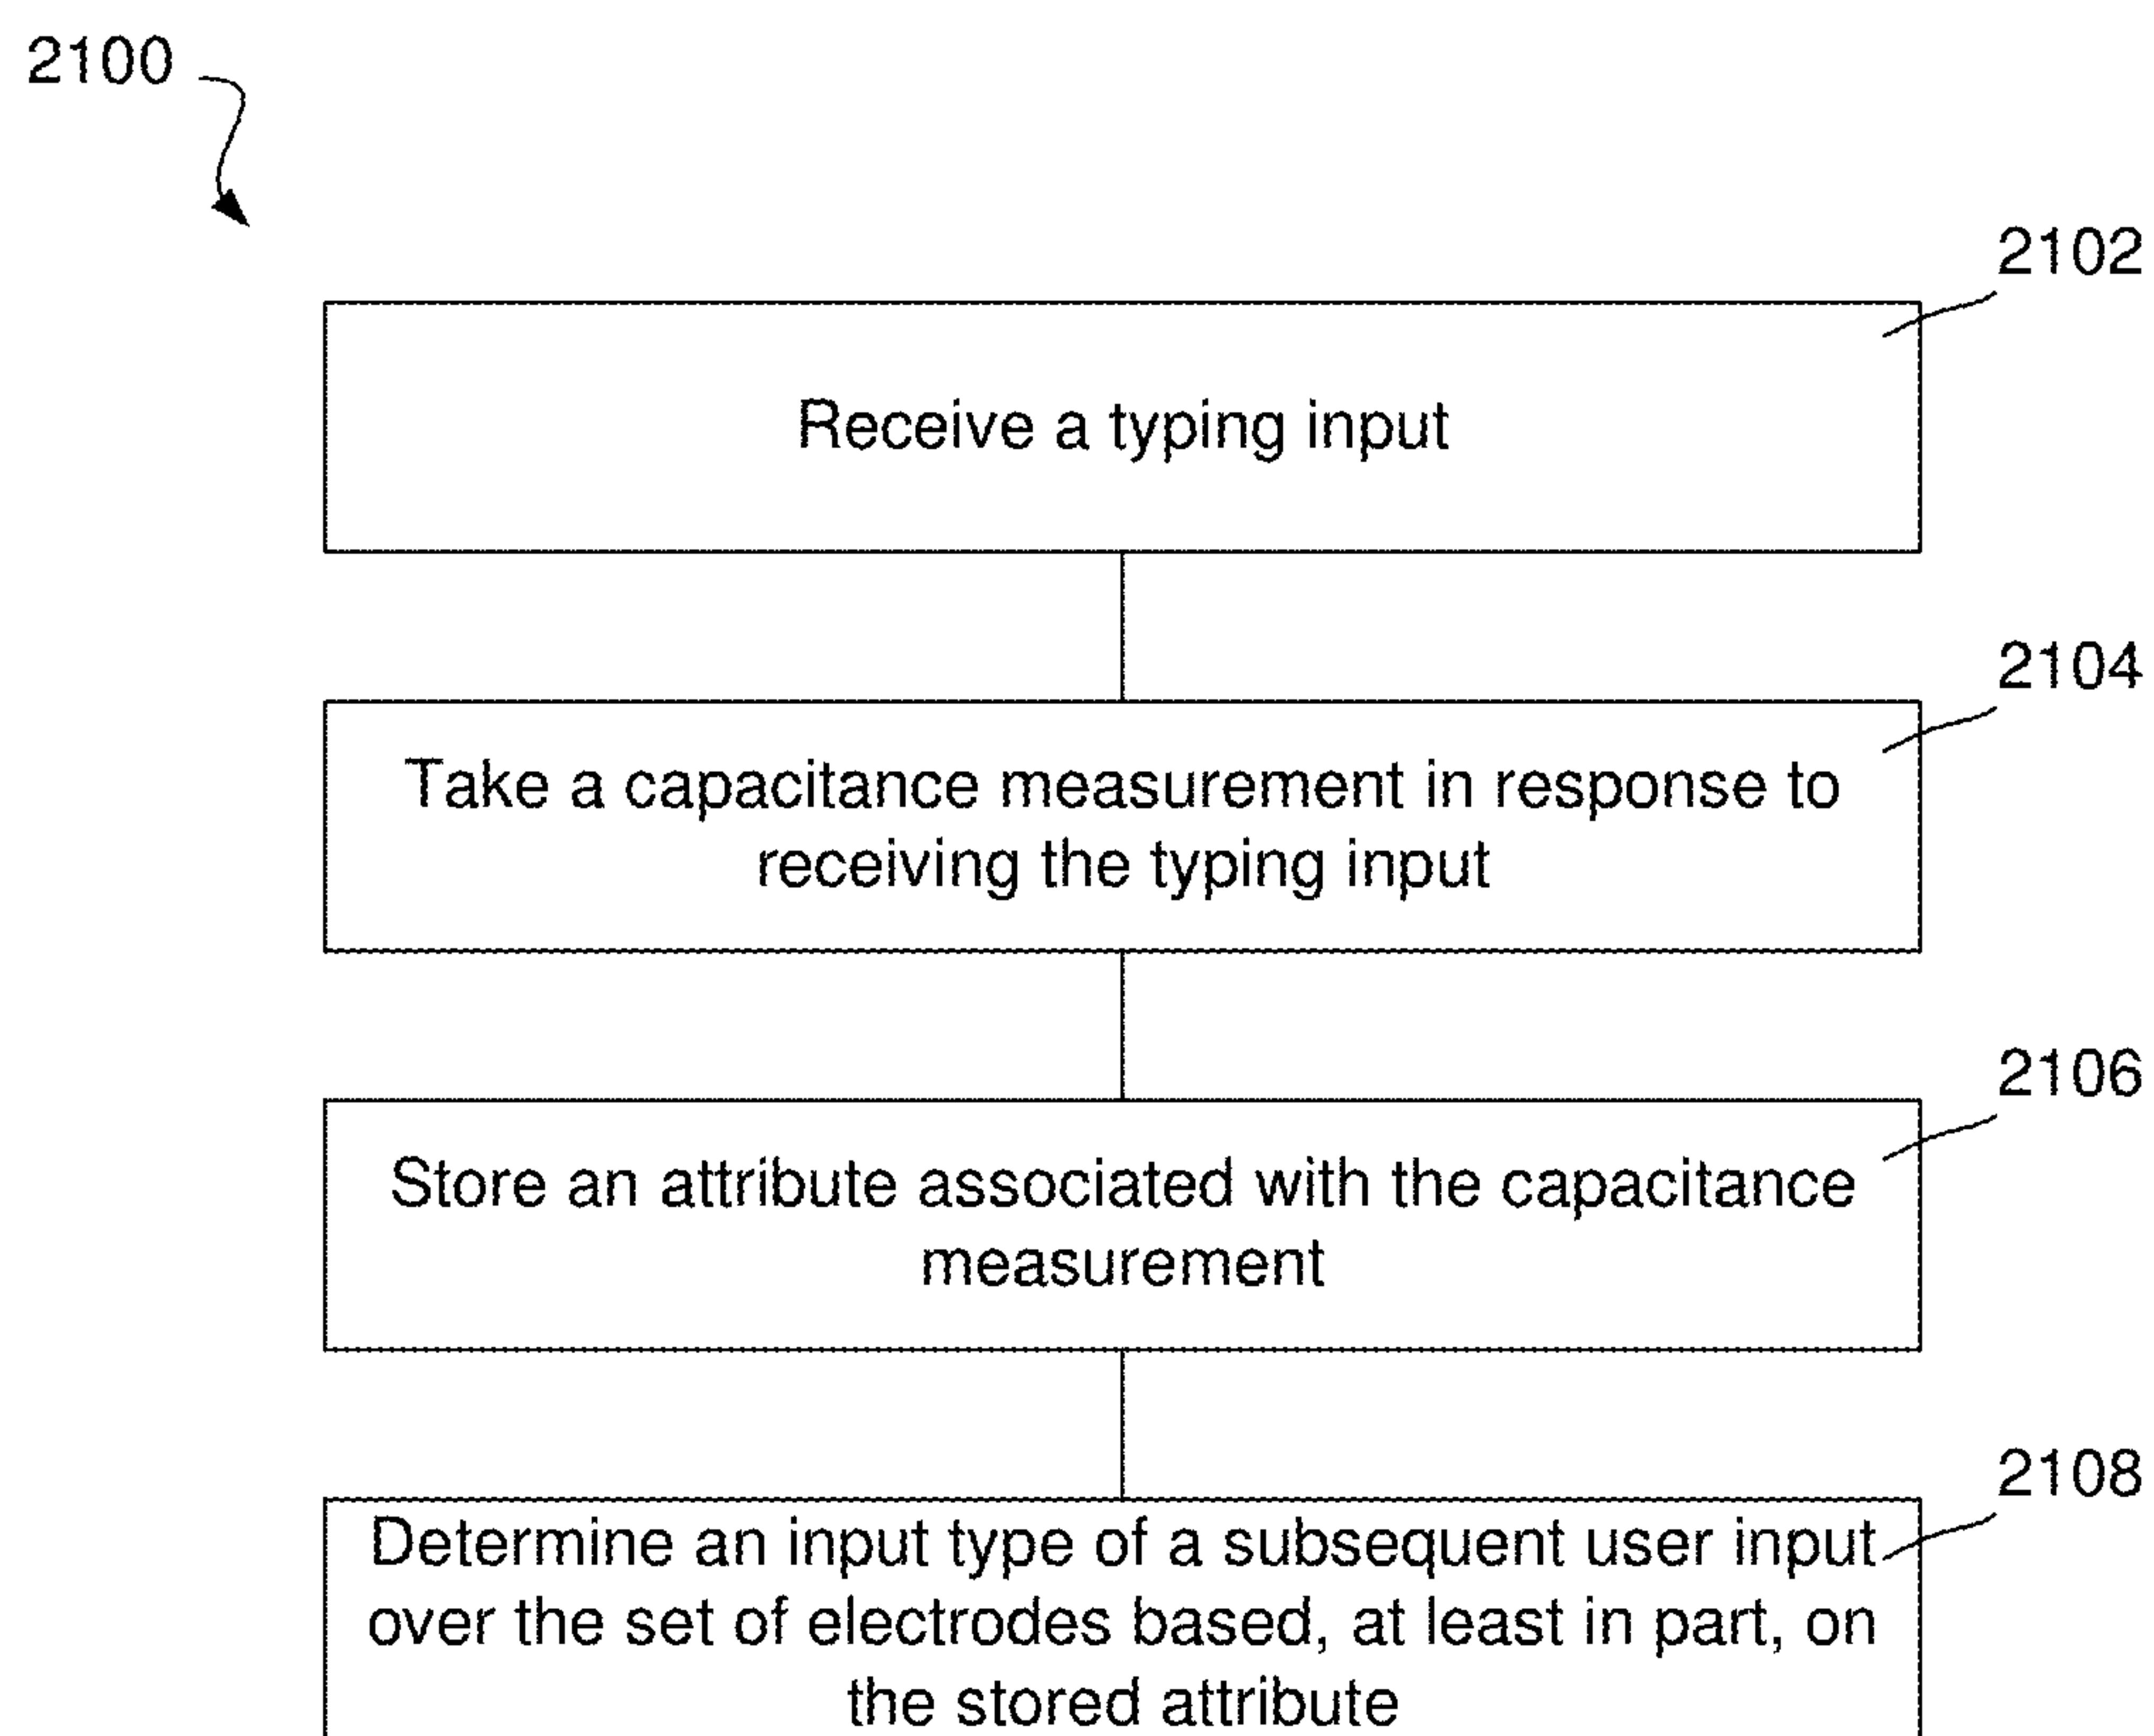 2100
2102
Receive a typing input
2104
Take a capacitance measurement in response to
receiving the typing input
2106
Store an attribute associated with the capacitance
measurement
2108
Determine an input type of a subsequent user input
over the set of electrodes based, at least in part, on
the stored attribute